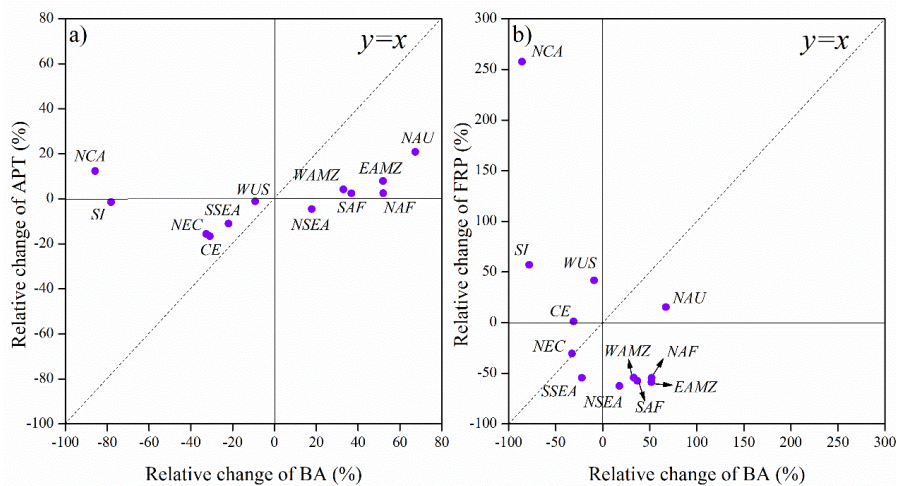 a)
y=x
80
60
40
20
0
-20
-40
-60
-80
-100
Relative change of APT (%)
NCA
SI
WUS
SSEA
NEC
CE
NAU
EAMZ
WAMZ
SAF
NAF
NSEA
-100 -80 -60 -40 -20 0 20 40 60 80
Relative change of BA (%)
b)
y=x
300
250
200
150
100
50
0
-50
-100
Relative change of FRP (%)
NCA
SI
WUS
NAU
CE
NEC
WAMZ
NAF
SSEA
NSEA
SAF
EAMZ
-100 -50 0 50 100 150 200 250 300
Relative change of BA (%)